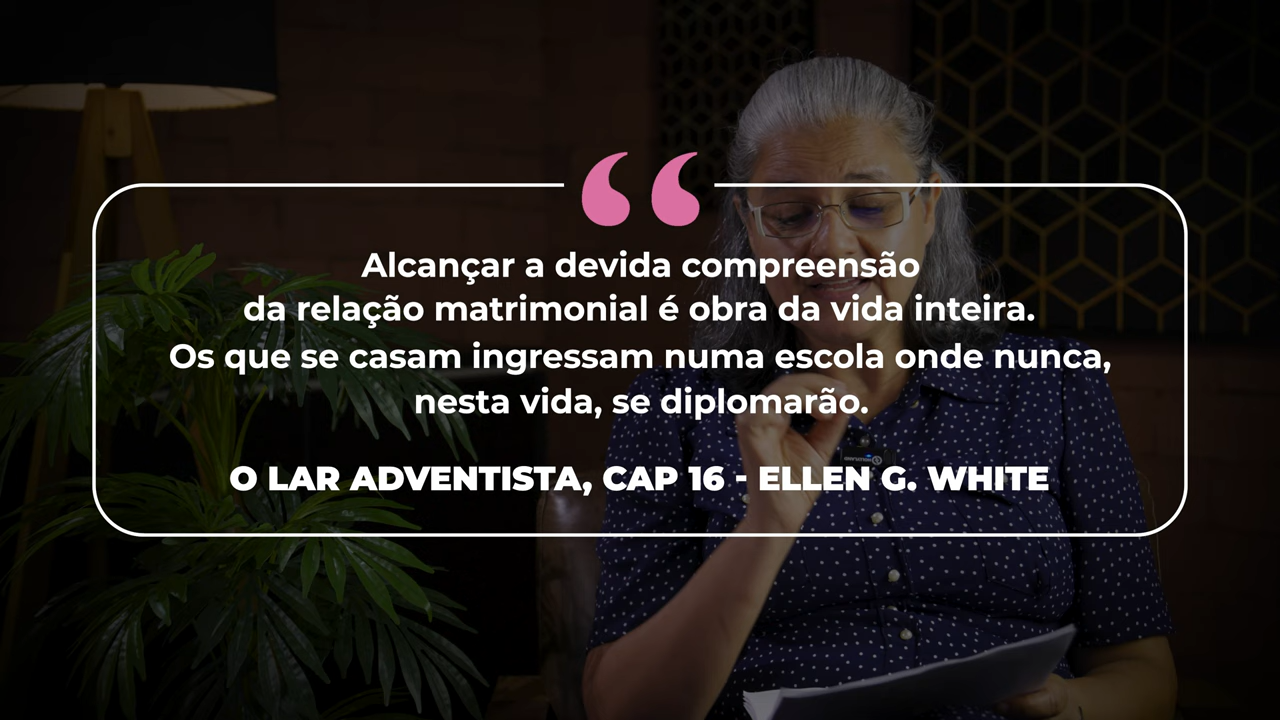 “
Alcançar a devida compreensão
da relação matrimonial é obra da vida inteira.
Os que se casam ingressam numa escola onde nunca,
nesta vida, se diplomarão.
O LAR ADVENTISTA, CAP 16 - ELLEN G. WHITE